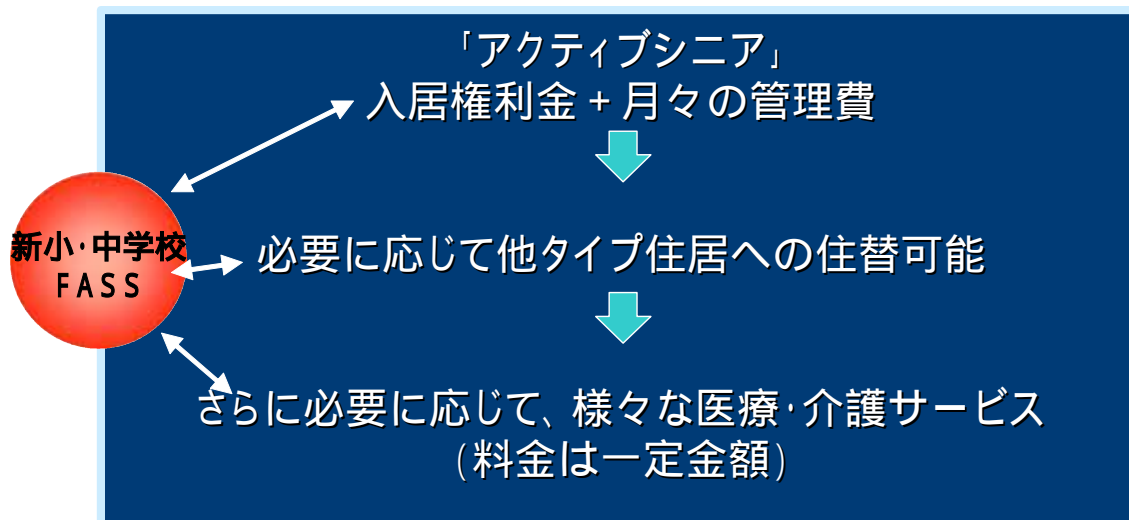 「アクティブシニア」
入居権利金+月々の管理費
新小・中学校
FASS
必要に応じて他タイプ住居への住替可能
さらに必要に応じて、様々な医療・介護サービス
(料金は一定金額)